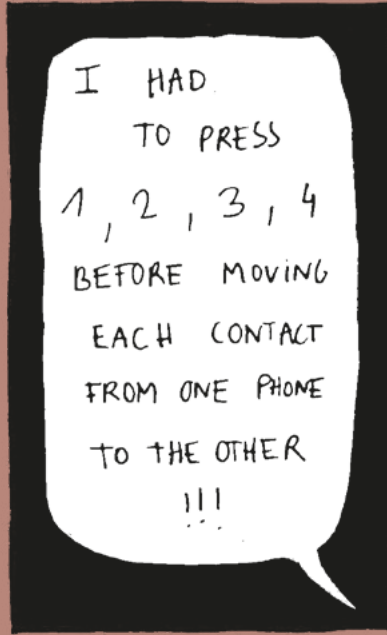 I HAD
TO PRESS
1, 2, 3, 4
BEFORE MOVING
EACH CONTACT
FROM ONE PHONE
TO THE OTHER
!!!